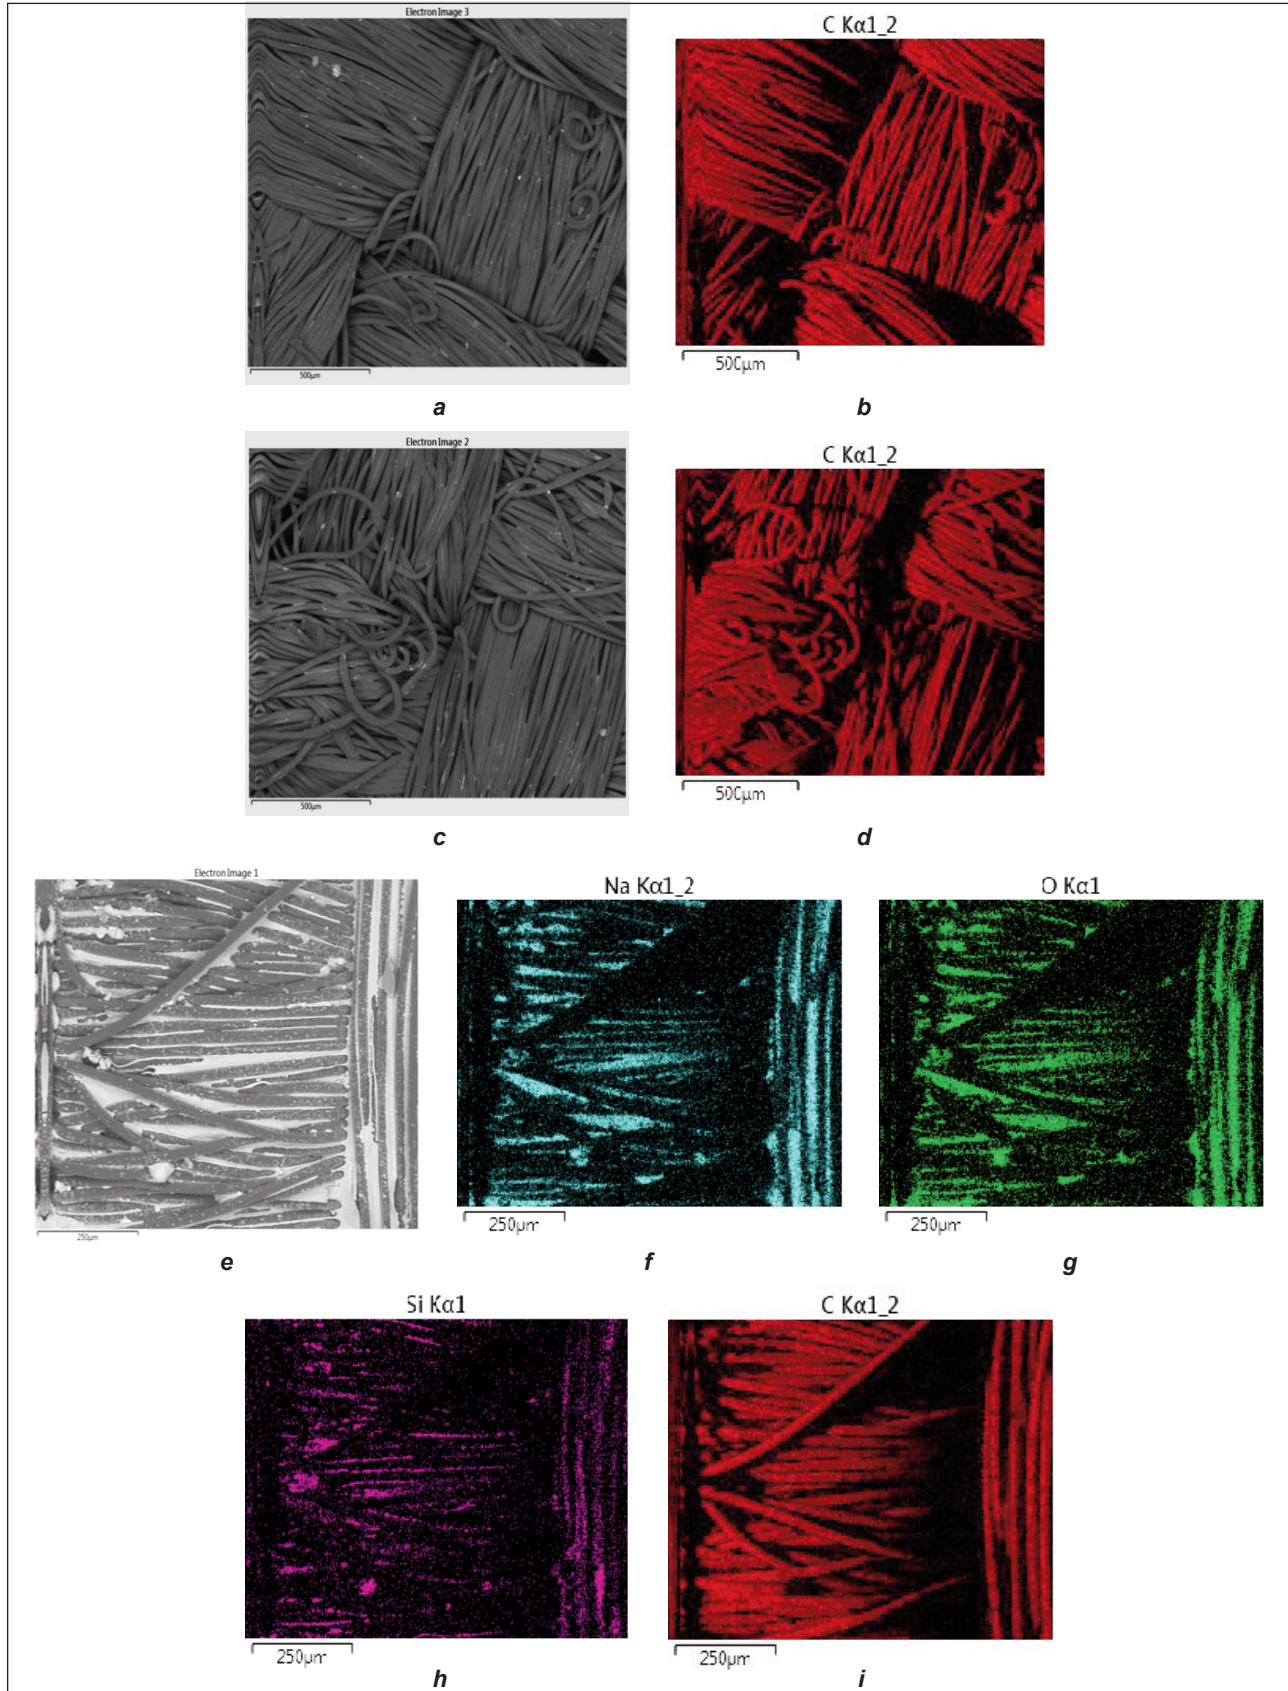 Electron Image 3
C Kα1_2
500µm
500µm
a
b
Electron Image 2
C Kα1_2
500µm
500µm
c
d
Electron Image 1
Na Kα1_2
O Kα1
250µm
250µm
250µm
e
f
g
Si Kα1
C Kα1_2
250µm
250µm
h
i